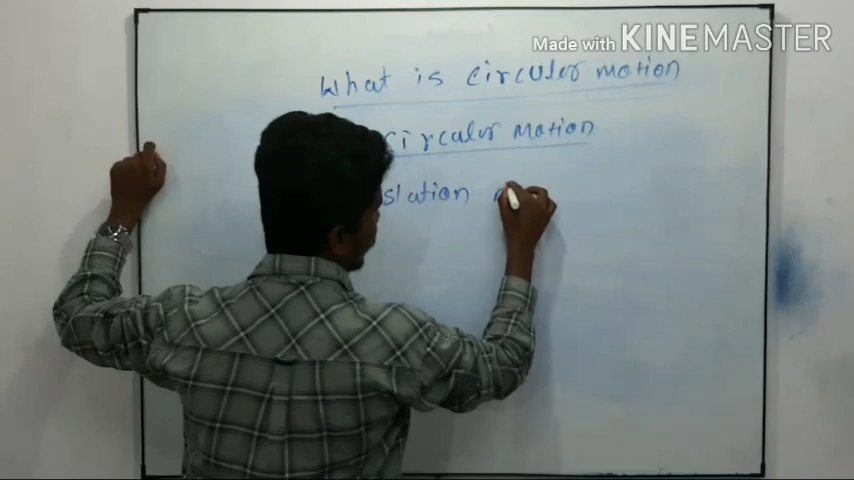 Made with KINEMASTER
What is circular motion
circular motion
slation